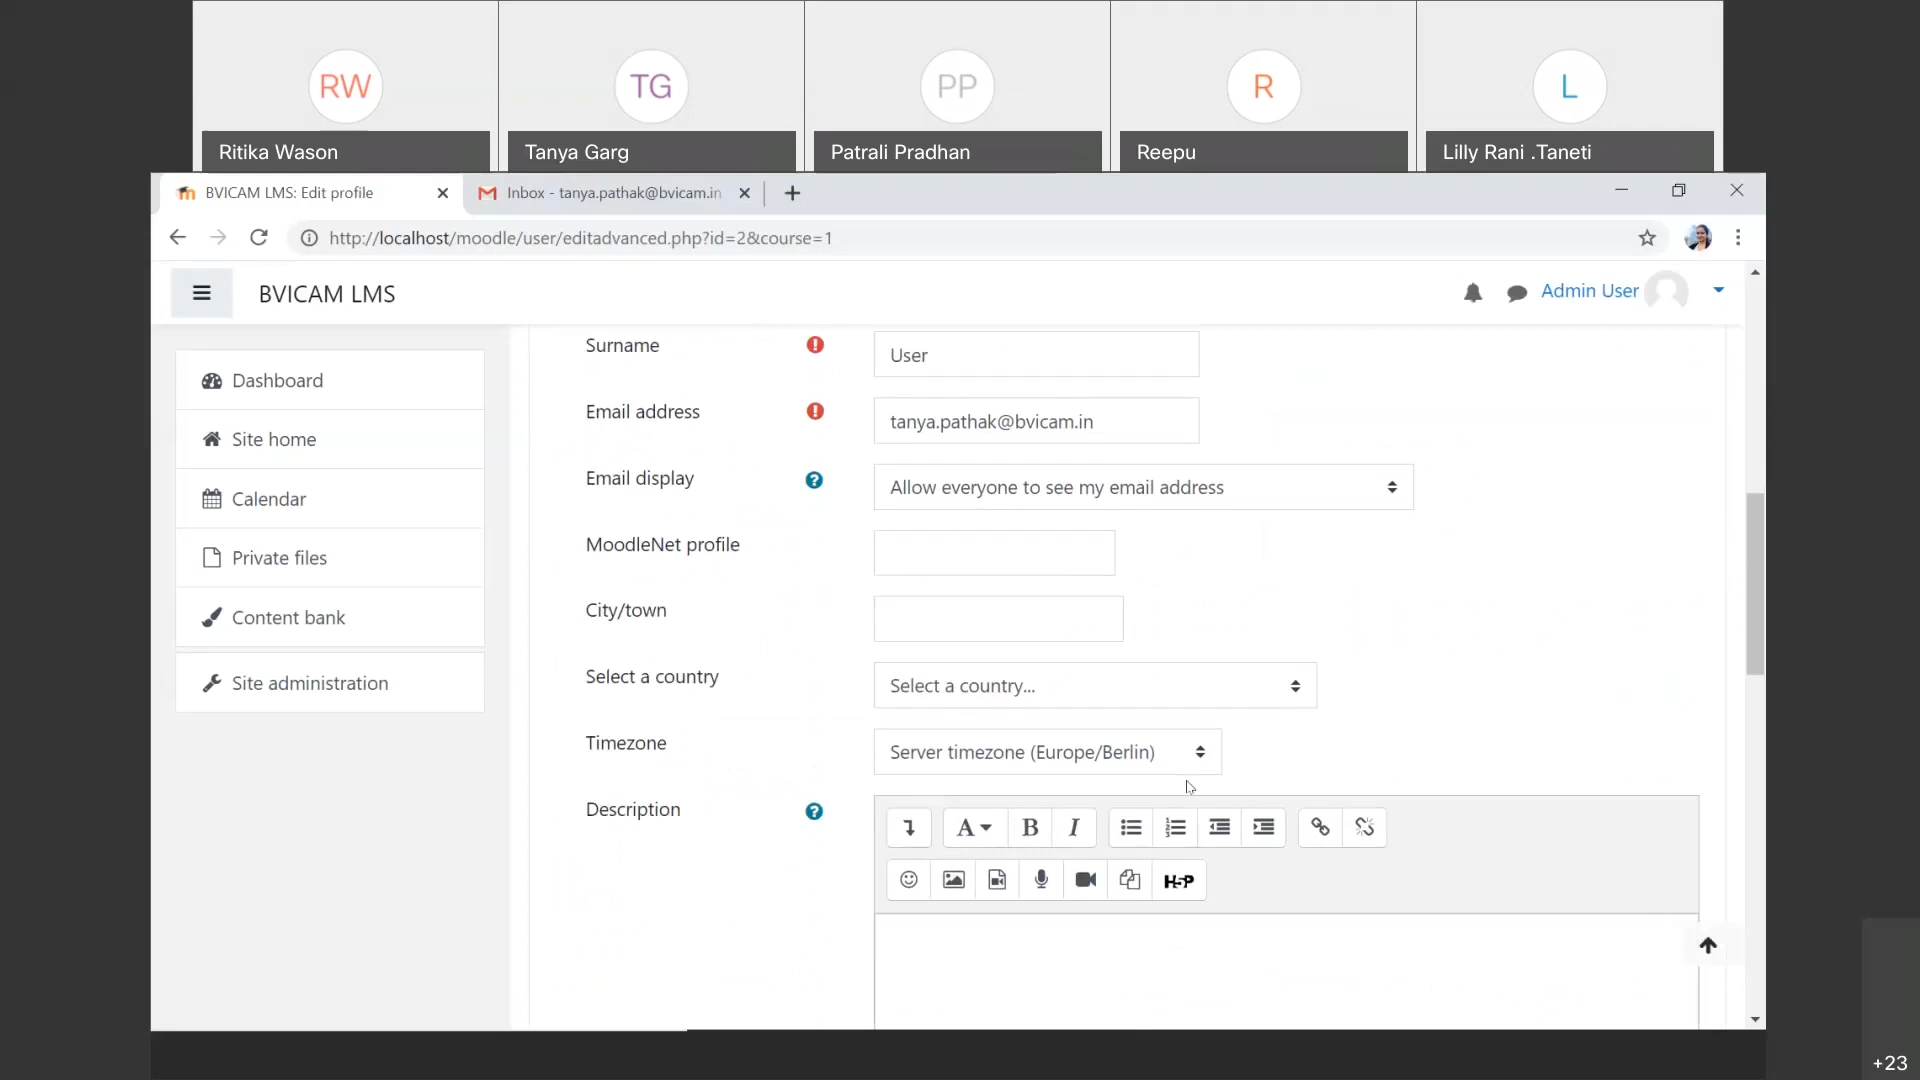 RW
TG
PP
R
L
Ritika Wason
Tanya Garg
Patrali Pradhan
Reepu
Lilly Rani .Taneti
BVICAM LMS: Edit profile
Inbox - tanya.pathak@bvicam.in
http://localhost/moodle/user/editadvanced.php?id=2&course=1
BVICAM LMS
Admin User
Dashboard
Site home
Calendar
Private files
Content bank
Site administration
Surname
User
Email address
tanya.pathak@bvicam.in
Email display
Allow everyone to see my email address
MoodleNet profile
City/town
Select a country
Select a country...
Timezone
Server timezone (Europe/Berlin)
Description
A B I
H5P
+23